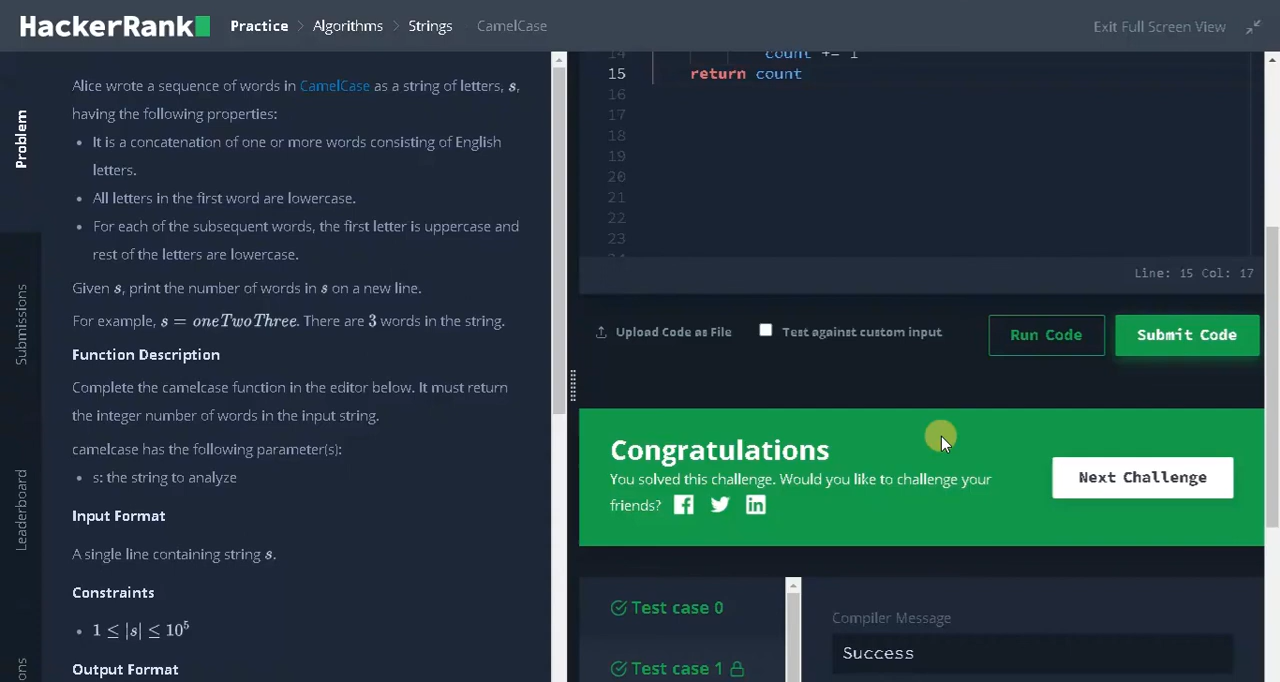 HackerRank
Practice > Algorithms > Strings > CamelCase
Exit Full Screen View
Problem
Submissions
Leaderboard
Alice wrote a sequence of words in CamelCase as a string of letters, s,
having the following properties:
• It is a concatenation of one or more words consisting of English
letters.
• All letters in the first word are lowercase.
• For each of the subsequent words, the first letter is uppercase and
rest of the letters are lowercase.
Given s, print the number of words in s on a new line.
For example, s = oneTwoThree. There are 3 words in the string.
Function Description
Complete the camelcase function in the editor below. It must return
the integer number of words in the input string.
camelcase has the following parameter(s):
• s: the string to analyze
Input Format
A single line containing string s.
Constraints
• 1 ≤ |s| ≤ 10⁵
Output Format
14 count += 1
15 return count
16
17
18
19
20
21
22
23
Line: 15 Col: 17
Upload Code as File
Test against custom input
Run Code
Submit Code
Congratulations
You solved this challenge. Would you like to challenge your
friends?
Next Challenge
Test case 0
Test case 1
Compiler Message
Success